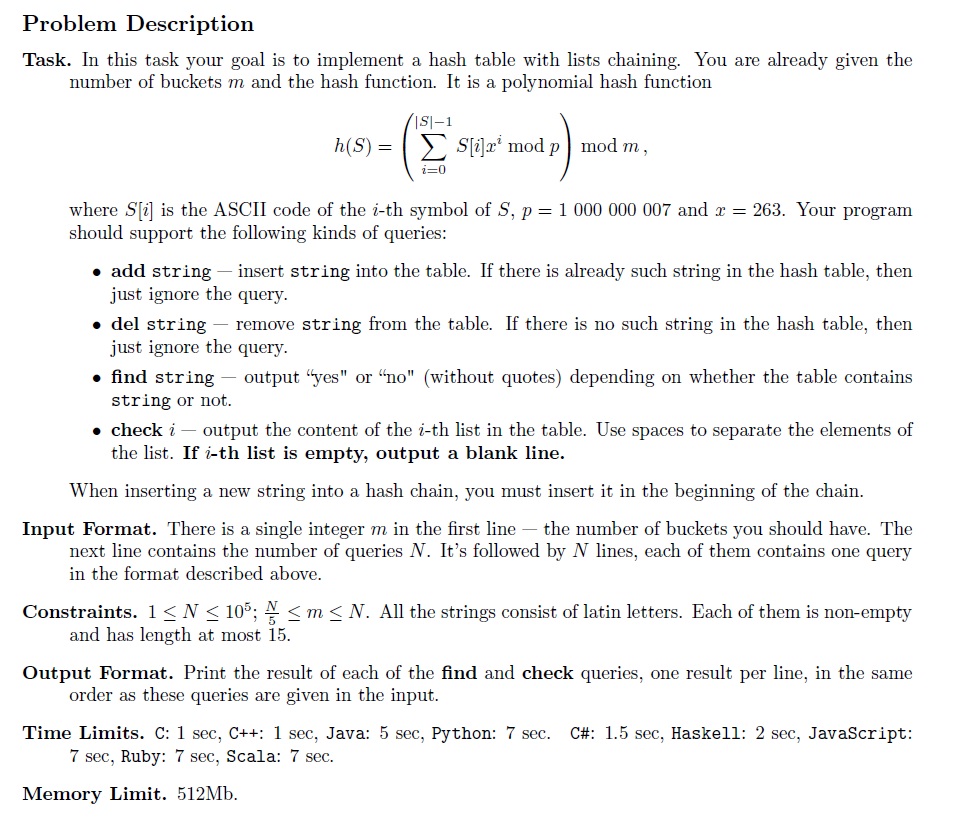 Problem Description
Task. In this task your goal is to implement a hash table with lists chaining. You are already given the
number of buckets m and the hash function. It is a polynomial hash function
h(S) = ( |S|−1 ∑ i=0 S[i]xⁱ mod p ) mod m ,
where S[i] is the ASCII code of the i-th symbol of S, p = 1 000 000 007 and x = 263. Your program
should support the following kinds of queries:
• add string — insert string into the table. If there is already such string in the hash table, then
just ignore the query.
• del string — remove string from the table. If there is no such string in the hash table, then
just ignore the query.
• find string — output “yes" or “no" (without quotes) depending on whether the table contains
string or not.
• check i — output the content of the i-th list in the table. Use spaces to separate the elements of
the list. If i-th list is empty, output a blank line.
When inserting a new string into a hash chain, you must insert it in the beginning of the chain.
Input Format. There is a single integer m in the first line — the number of buckets you should have. The
next line contains the number of queries N. It's followed by N lines, each of them contains one query
in the format described above.
Constraints. 1 ≤ N ≤ 10⁵; N/5 ≤ m ≤ N. All the strings consist of latin letters. Each of them is non-empty
and has length at most 15.
Output Format. Print the result of each of the find and check queries, one result per line, in the same
order as these queries are given in the input.
Time Limits. C: 1 sec, C++: 1 sec, Java: 5 sec, Python: 7 sec. C#: 1.5 sec, Haskell: 2 sec, JavaScript:
7 sec, Ruby: 7 sec, Scala: 7 sec.
Memory Limit. 512Mb.